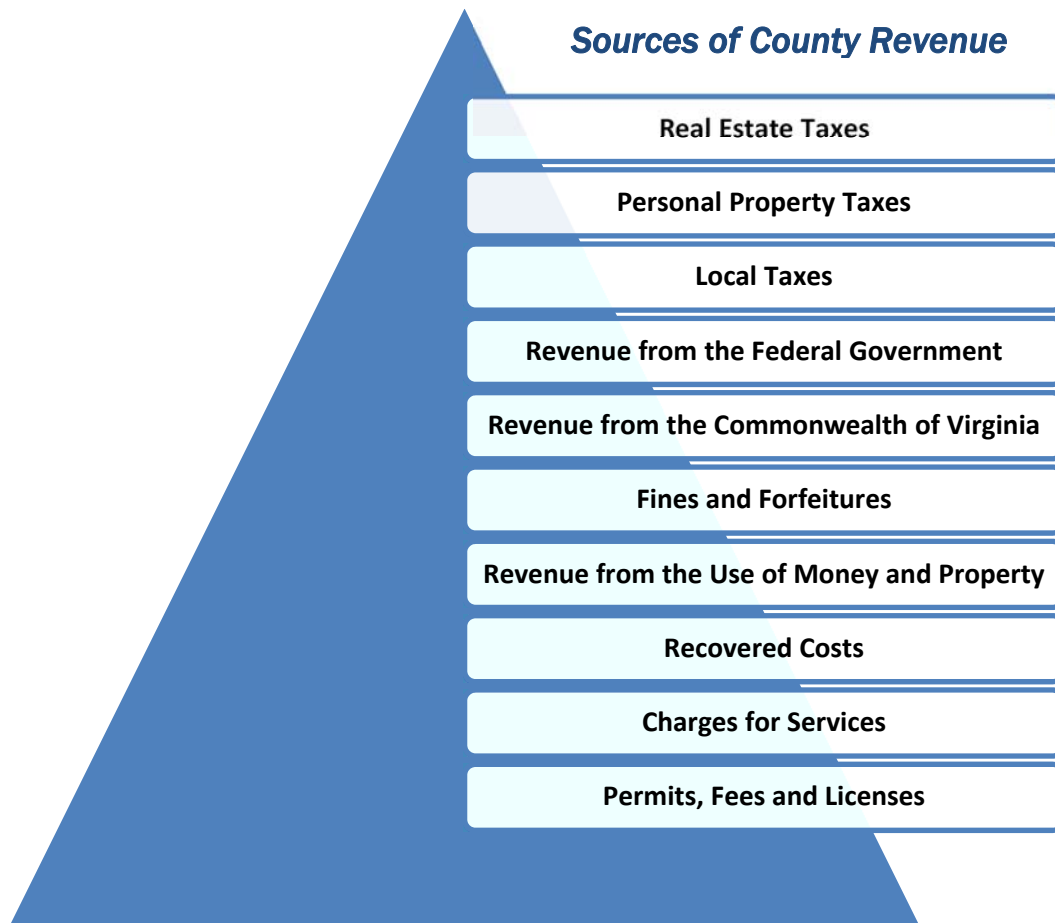 Sources of County Revenue
Real Estate Taxes
Personal Property Taxes
Local Taxes
Revenue from the Federal Government
Revenue from the Commonwealth of Virginia
Fines and Forfeitures
Revenue from the Use of Money and Property
Recovered Costs
Charges for Services
Permits, Fees and Licenses